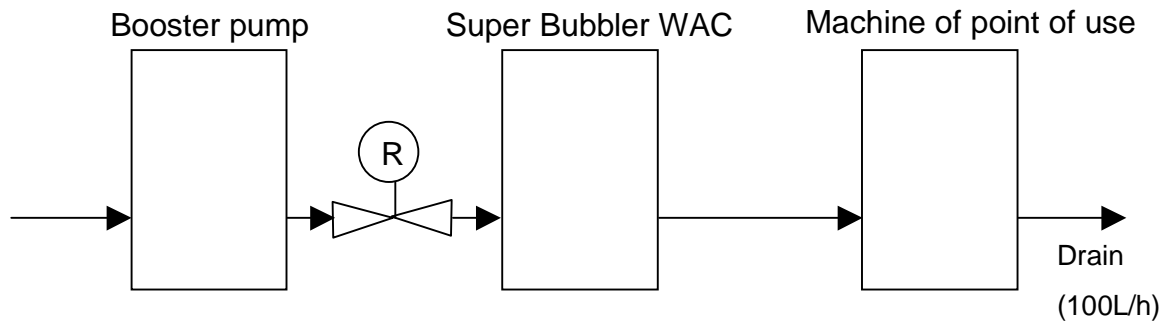 Booster pump
Super Bubbler WAC
Machine of point of use
R
Drain
(100L/h)